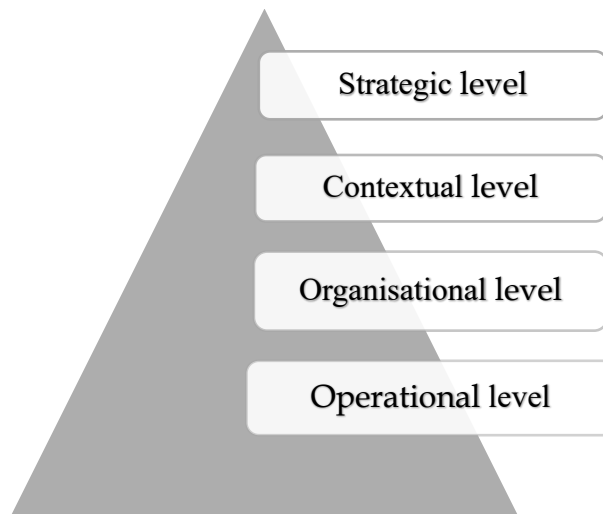 Strategic level
Contextual level
Organisational level
Operational level